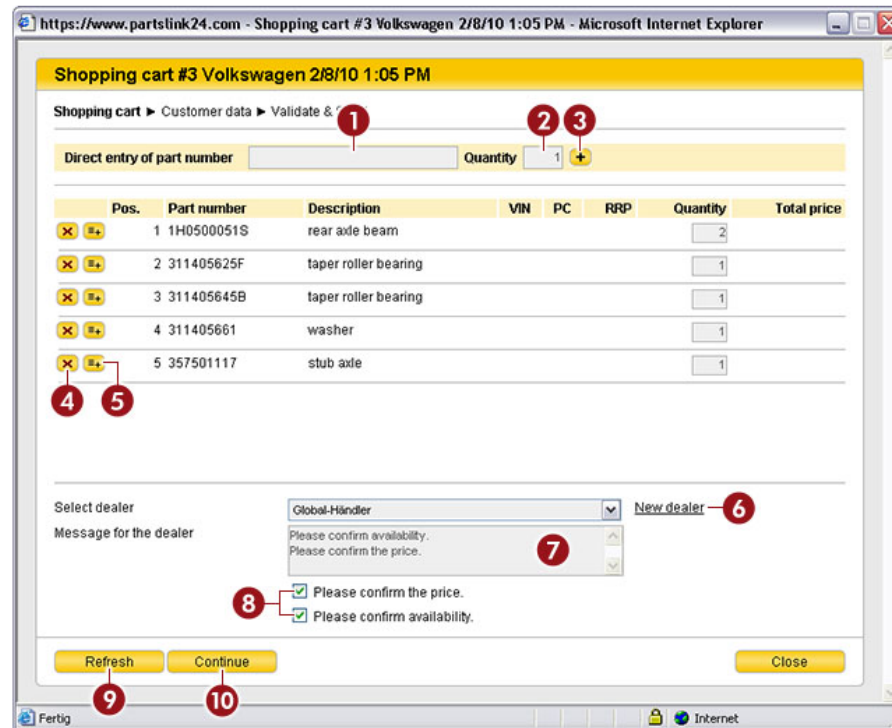 https://www.partslink24.com - Shopping cart #3 Volkswagen 2/8/10 1:05 PM - Microsoft Internet Explorer
Shopping cart #3 Volkswagen 2/8/10 1:05 PM
Shopping cart ► Customer data ► Validate &
1
2
3
Direct entry of part number Quantity 1 +
Pos. Part number Description VIN PC RRP Quantity Total price
1 1H0500051S rear axle beam 2
2 311405625F taper roller bearing 1
3 311405645B taper roller bearing 1
4 311405661 washer 1
5 357501117 stub axle 1
4
5
Select dealer Global-Händler New dealer 6
Message for the dealer Please confirm availability.
Please confirm the price.
7
8
Please confirm the price.
Please confirm availability.
Refresh Continue Close
9
10
Fertig Internet